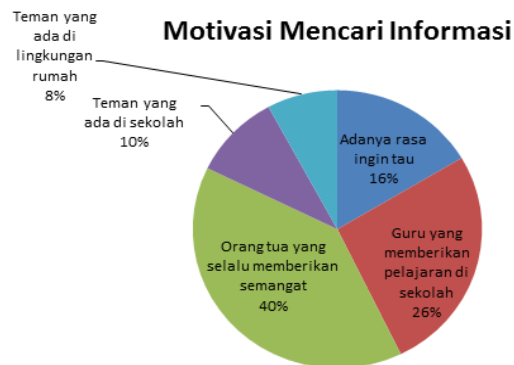 Motivasi Mencari Informasi
Teman yang
ada di
lingkungan
rumah
8%
Teman yang
ada di sekolah
10%
Adanya rasa
ingin tau
16%
Guru yang
memberikan
pelajaran di
sekolah
26%
Orang tua yang
selalu memberikan
semangat
40%